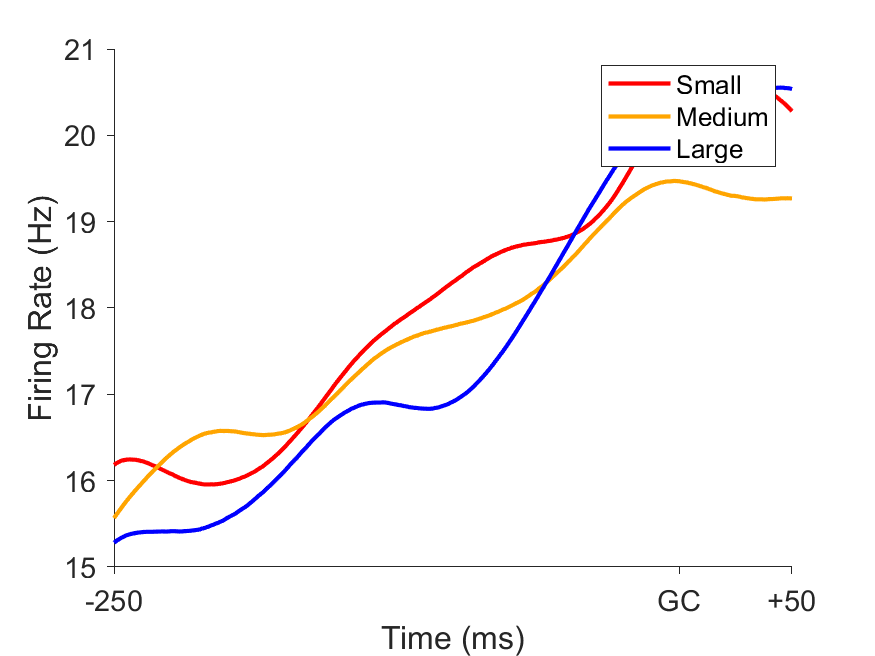 21
20
19
18
17
16
15
Firing Rate (Hz)
Small
Medium
Large
-250
GC
+50
Time (ms)